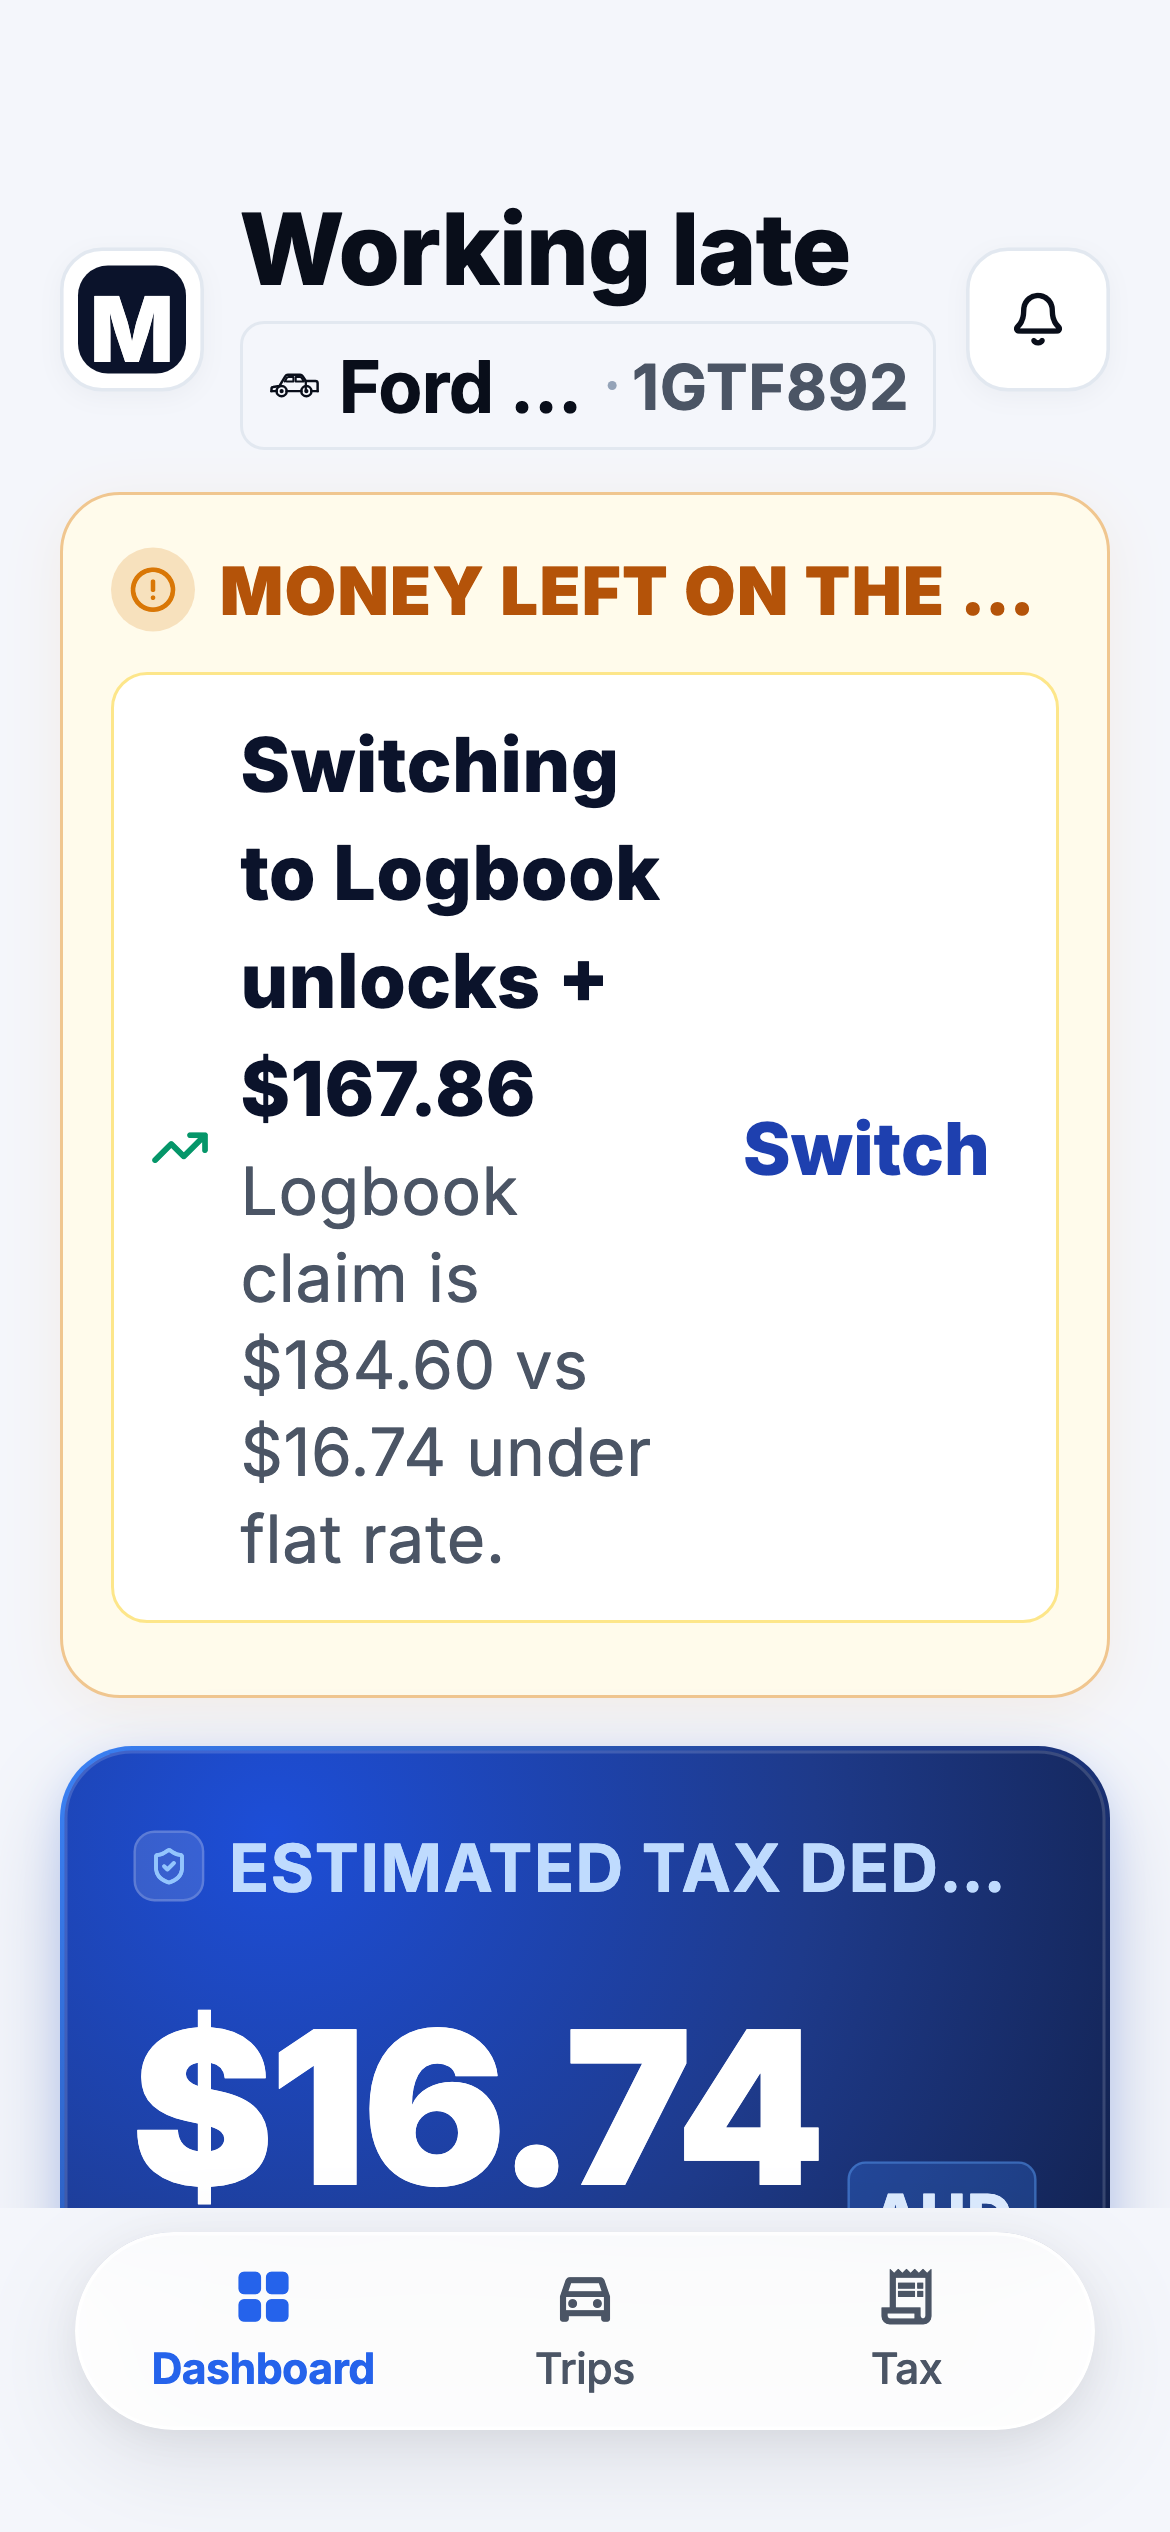 M
Working late
Ford ... · 1GTF892
MONEY LEFT ON THE ...
Switching
to Logbook
unlocks +
$167.86
Logbook
claim is
$184.60 vs
$16.74 under
flat rate.
Switch
ESTIMATED TAX DED...
$16.74
AUD
Dashboard
Trips
Tax